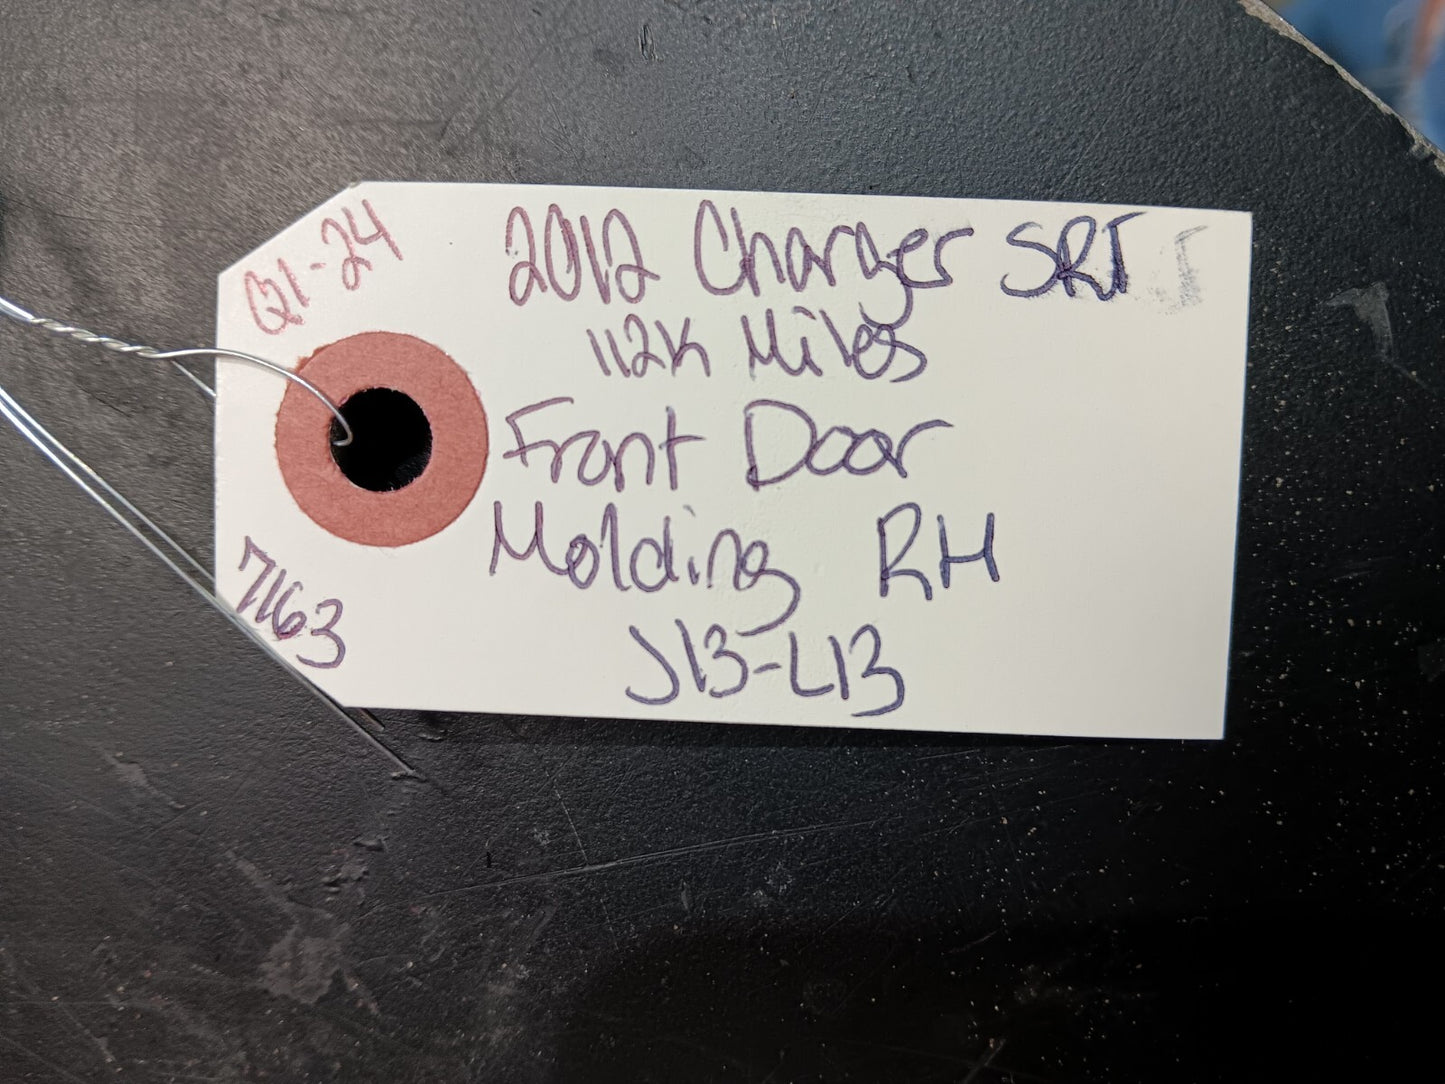 Q1-24
2012 Charger SRT
112K Miles
Front Door
Molding RH
J13-L13
7163